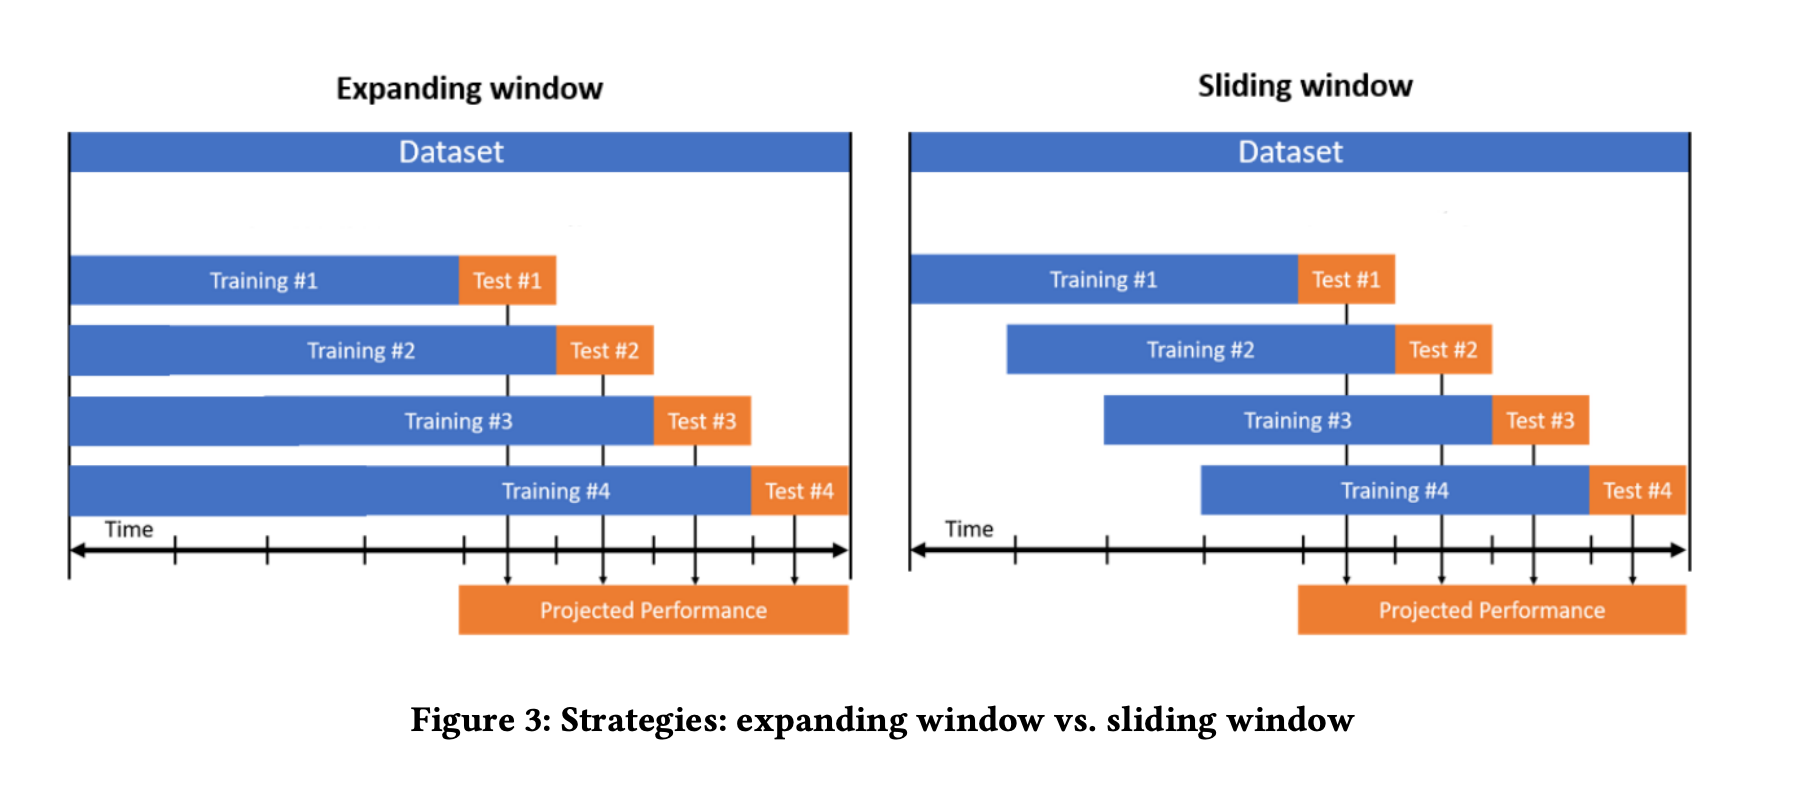 Expanding window
Dataset
Training #1
Test #1
Training #2
Test #2
Training #3
Test #3
Training #4
Test #4
Time
Projected Performance
Sliding window
Dataset
Training #1
Test #1
Training #2
Test #2
Training #3
Test #3
Training #4
Test #4
Time
Projected Performance
Figure 3: Strategies: expanding window vs. sliding window